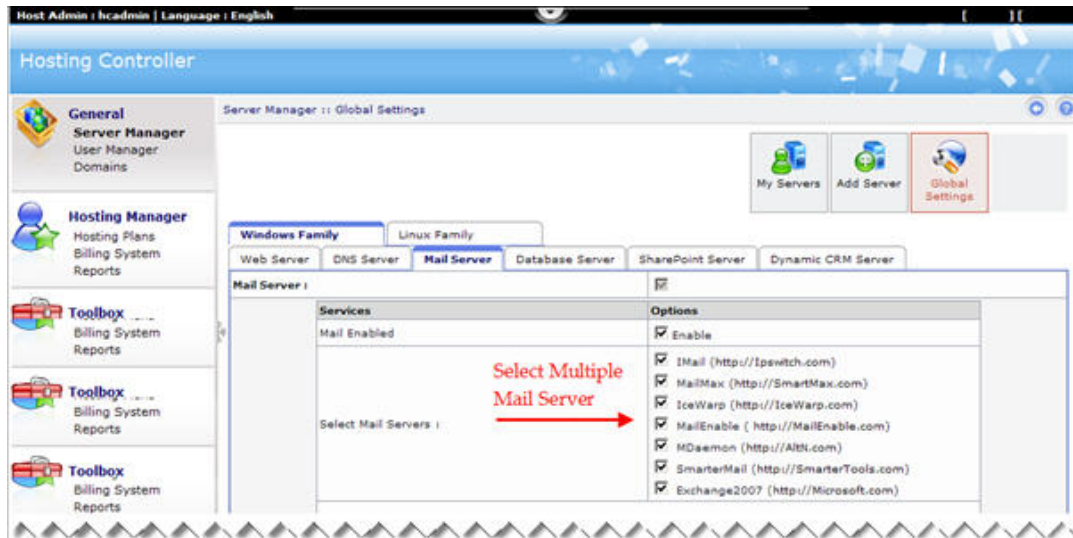 Host Admin : hcadmin | Language : English
[ ] [
Hosting Controller
General
Server Manager
User Manager
Domains
Server Manager :: Global Settings
My Servers
Add Server
Global
Settings
Hosting Manager
Hosting Plans
Billing System
Reports
Windows Family
Linux Family
Web Server
DNS Server
Mail Server
Database Server
SharePoint Server
Dynamic CRM Server
Mail Server :
Services
Options
Mail Enabled
Enable
Select Multiple
Mail Server
Select Mail Servers :
IMail (http://Ipswitch.com)
MailMax (http://SmartMax.com)
IceWarp (http://IceWarp.com)
MailEnable ( http://MailEnable.com)
MDaemon (http://AltN.com)
SmarterMail (http://SmarterTools.com)
Exchange2007 (http://Microsoft.com)
Toolbox
Billing System
Reports
Toolbox
Billing System
Reports
Toolbox
Billing System
Reports